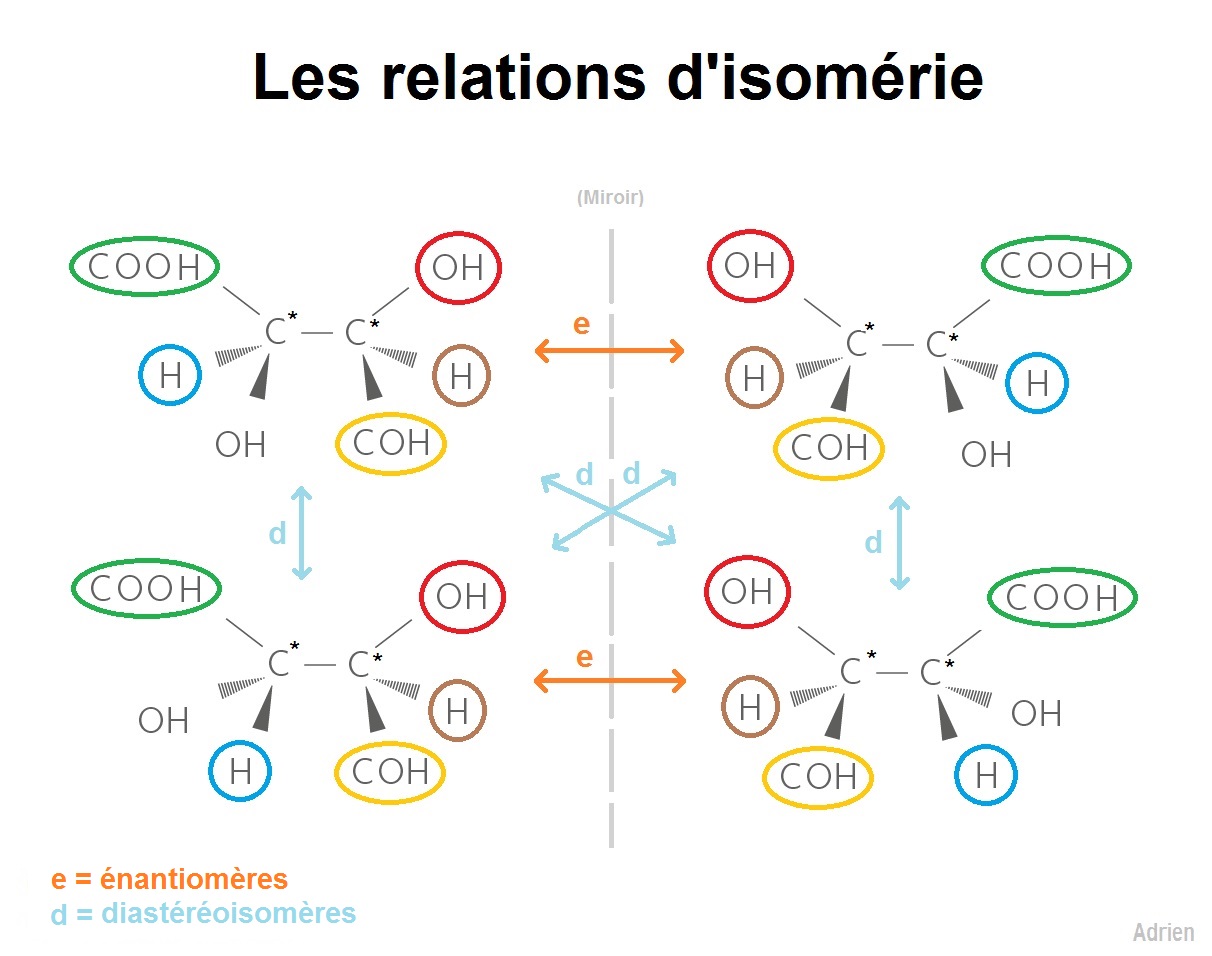 Les relations d'isomérie
(Miroir)
COOH OH OH COOH
C* — C* C* — C*
e
H H H H
OH COH COH OH
d d
d d
COOH OH OH COOH
C* — C* C* — C*
e
OH H H OH
H COH COH H
e = énantiomères
d = diastéréoisomères
Adrien